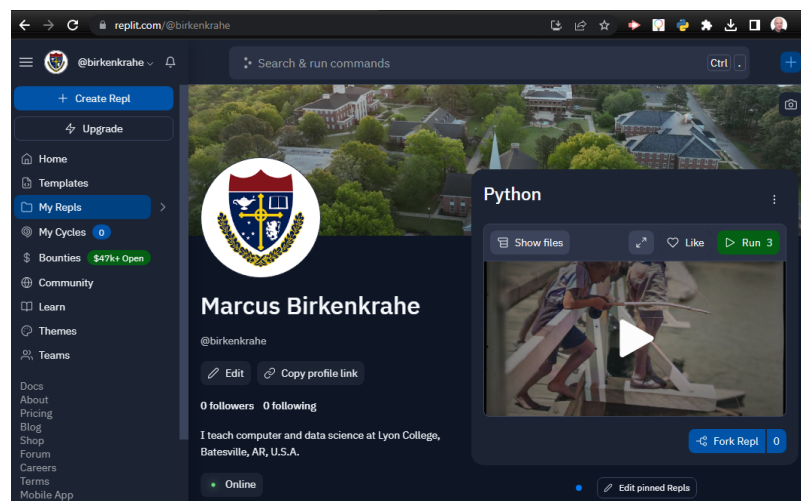 replit.com/@birkenkrahe
@birkenkrahe
Search & run commands
Ctrl .
+ Create Repl
Upgrade
Home
Templates
My Repls
My Cycles 0
$ Bounties $47k+ Open
Community
Learn
Themes
Teams
Docs
About
Pricing
Blog
Shop
Forum
Careers
Terms
Mobile App
Marcus Birkenkrahe
@birkenkrahe
Edit Copy profile link
0 followers 0 following
I teach computer and data science at Lyon College,
Batesville, AR, U.S.A.
Online
Python
Show files Like Run 3
Fork Repl 0
Edit pinned Repls